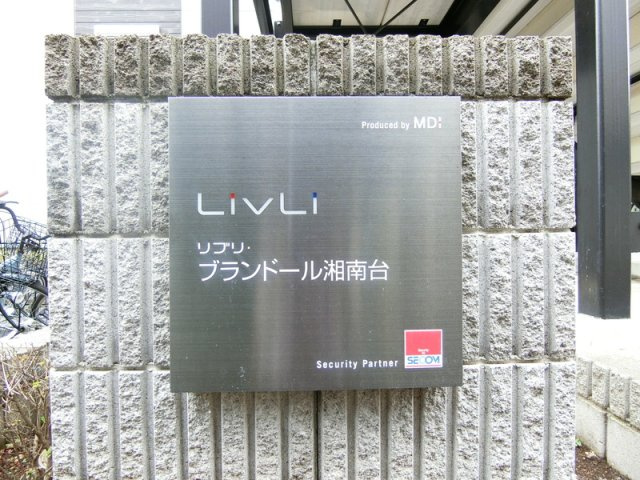 Produced by MDI
LivLi
リブリ・
ブランドール湘南台
Security Partner
SECOM